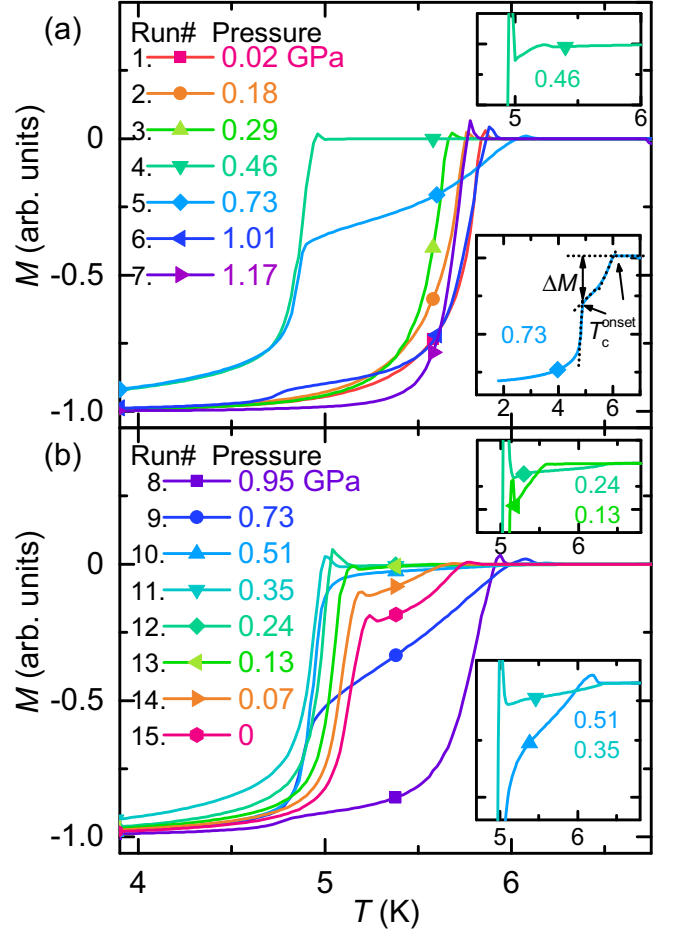 (a)
Run# Pressure
1. 0.02 GPa
2. 0.18
3. 0.29
4. 0.46
5. 0.73
6. 1.01
7. 1.17
0
-0.5
-1.0
M (arb. units)
0.46
5 6
ΔM
T_c^onset
0.73
2 4 6
(b)
Run# Pressure
8. 0.95 GPa
9. 0.73
10. 0.51
11. 0.35
12. 0.24
13. 0.13
14. 0.07
15. 0
0
-0.5
-1.0
M (arb. units)
0.24
0.13
5 6
0.51
0.35
5 6
4 5 6
T (K)